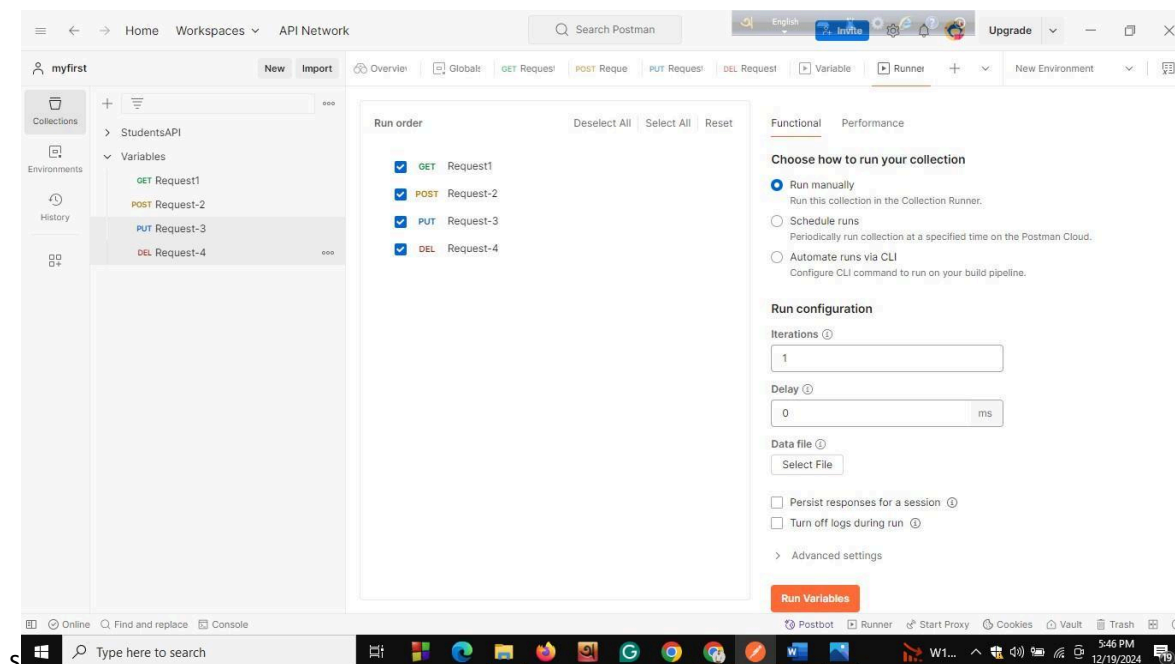 Home Workspaces API Network Search Postman English Invite Upgrade
myfirst New Import Overvie Globals GET Request POST Reque PUT Request DEL Request Variable Runner New Environment
Collections
Environments
History
StudentsAPI
Variables
GET Request1
POST Request-2
PUT Request-3
DEL Request-4
Run order Deselect All Select All Reset
GET Request1
POST Request-2
PUT Request-3
DEL Request-4
Functional Performance
Choose how to run your collection
Run manually
Run this collection in the Collection Runner.
Schedule runs
Periodically run collection at a specified time on the Postman Cloud.
Automate runs via CLI
Configure CLI command to run on your build pipeline.
Run configuration
Iterations
1
Delay
0 ms
Data file
Select File
Persist responses for a session
Turn off logs during run
Advanced settings
Run Variables
Online Find and replace Console Postbot Runner Start Proxy Cookies Vault Trash
S Type here to search W1... 5:46 PM
12/19/2024